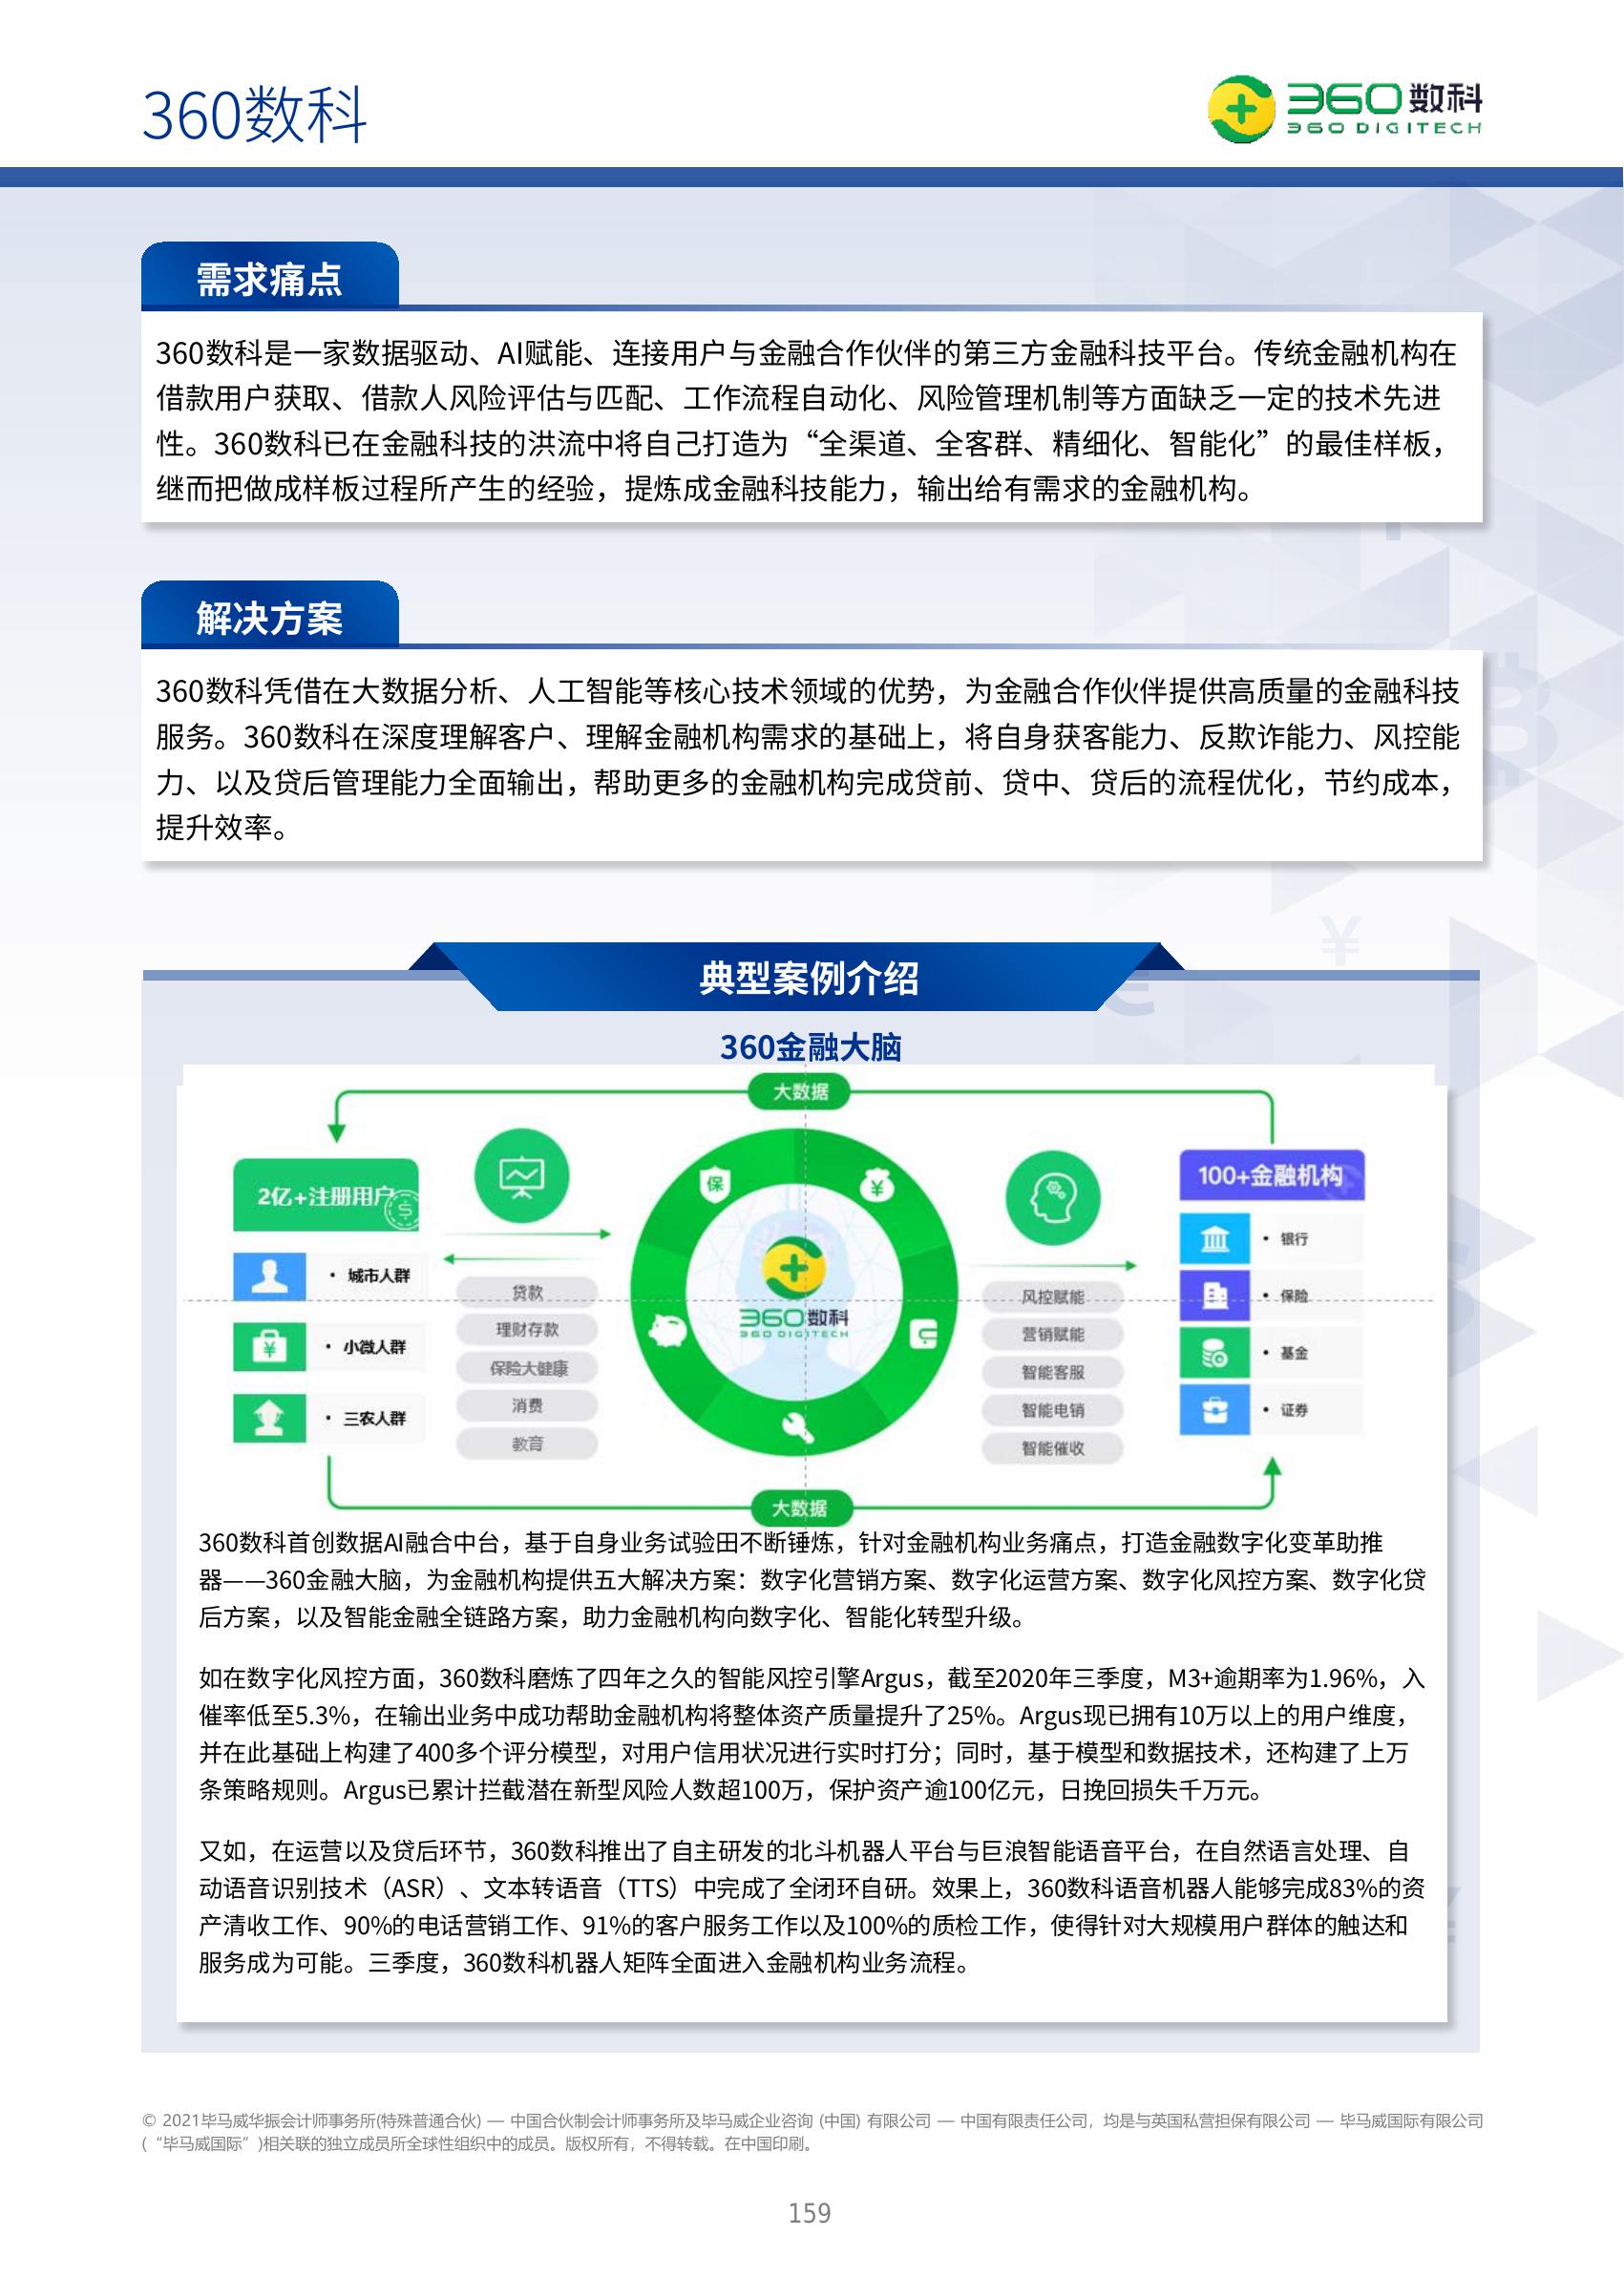 360数科
360数科
360 DIGITECH
需求痛点
360数科是一家数据驱动、AI赋能、连接用户与金融合作伙伴的第三方金融科技平台。传统金融机构在
借款用户获取、借款人风险评估与匹配、工作流程自动化、风险管理机制等方面缺乏一定的技术先进
性。360数科已在金融科技的洪流中将自己打造为“全渠道、全客群、精细化、智能化”的最佳样板，
继而把做成样板过程所产生的经验，提炼成金融科技能力，输出给有需求的金融机构。
解决方案
360数科凭借在大数据分析、人工智能等核心技术领域的优势，为金融合作伙伴提供高质量的金融科技
服务。360数科在深度理解客户、理解金融机构需求的基础上，将自身获客能力、反欺诈能力、风控能
力、以及贷后管理能力全面输出，帮助更多的金融机构完成贷前、贷中、贷后的流程优化，节约成本，
提升效率。
典型案例介绍
360金融大脑
大数据
2亿+注册用户
• 城市人群
• 小微人群
• 三农人群
贷款
理财存款
保险大健康
消费
教育
保
¥
360数科
360 DIGITECH
风控赋能
营销赋能
智能客服
智能电销
智能催收
100+金融机构
• 银行
• 保险
• 基金
• 证券
大数据
360数科首创数据AI融合中台，基于自身业务试验田不断锤炼，针对金融机构业务痛点，打造金融数字化变革助推
器——360金融大脑，为金融机构提供五大解决方案：数字化营销方案、数字化运营方案、数字化风控方案、数字化贷
后方案，以及智能金融全链路方案，助力金融机构向数字化、智能化转型升级。
如在数字化风控方面，360数科磨炼了四年之久的智能风控引擎Argus，截至2020年三季度，M3+逾期率为1.96%，入
催率低至5.3%，在输出业务中成功帮助金融机构将整体资产质量提升了25%。Argus现已拥有10万以上的用户维度，
并在此基础上构建了400多个评分模型，对用户信用状况进行实时打分；同时，基于模型和数据技术，还构建了上万
条策略规则。Argus已累计拦截潜在新型风险人数超100万，保护资产逾100亿元，日挽回损失千万元。
又如，在运营以及贷后环节，360数科推出了自主研发的北斗机器人平台与巨浪智能语音平台，在自然语言处理、自
动语音识别技术（ASR）、文本转语音（TTS）中完成了全闭环自研。效果上，360数科语音机器人能够完成83%的资
产清收工作、90%的电话营销工作、91%的客户服务工作以及100%的质检工作，使得针对大规模用户群体的触达和
服务成为可能。三季度，360数科机器人矩阵全面进入金融机构业务流程。
© 2021毕马威华振会计师事务所(特殊普通合伙) — 中国合伙制会计师事务所及毕马威企业咨询 (中国) 有限公司 — 中国有限责任公司，均是与英国私营担保有限公司 — 毕马威国际有限公司
(“毕马威国际”)相关联的独立成员所全球性组织中的成员。版权所有，不得转载。在中国印刷。
159